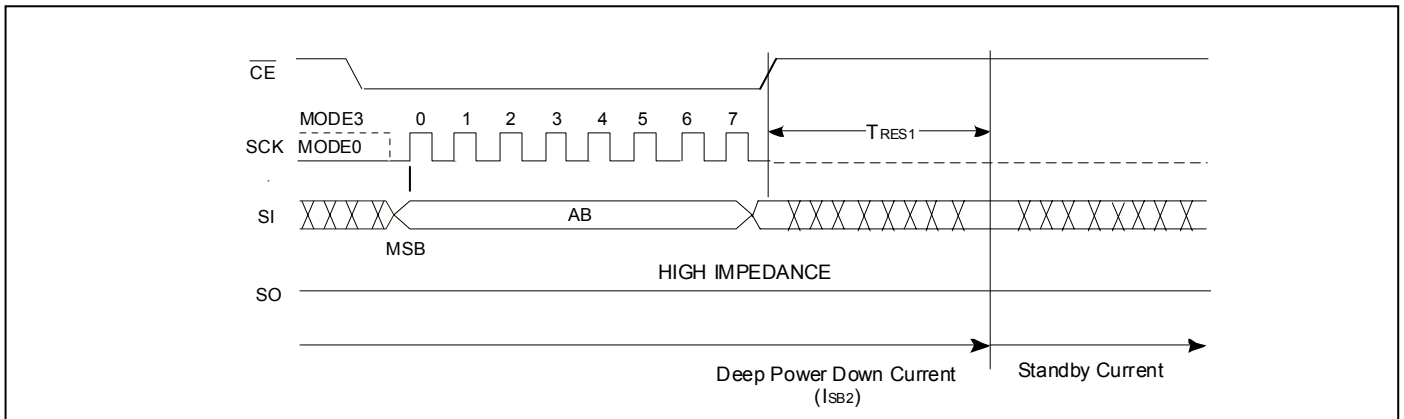 CE
MODE3 0 1 2 3 4 5 6 7
SCK MODE0 TRES1
SI AB
MSB
HIGH IMPEDANCE
SO
Deep Power Down Current Standby Current
(ISB2)